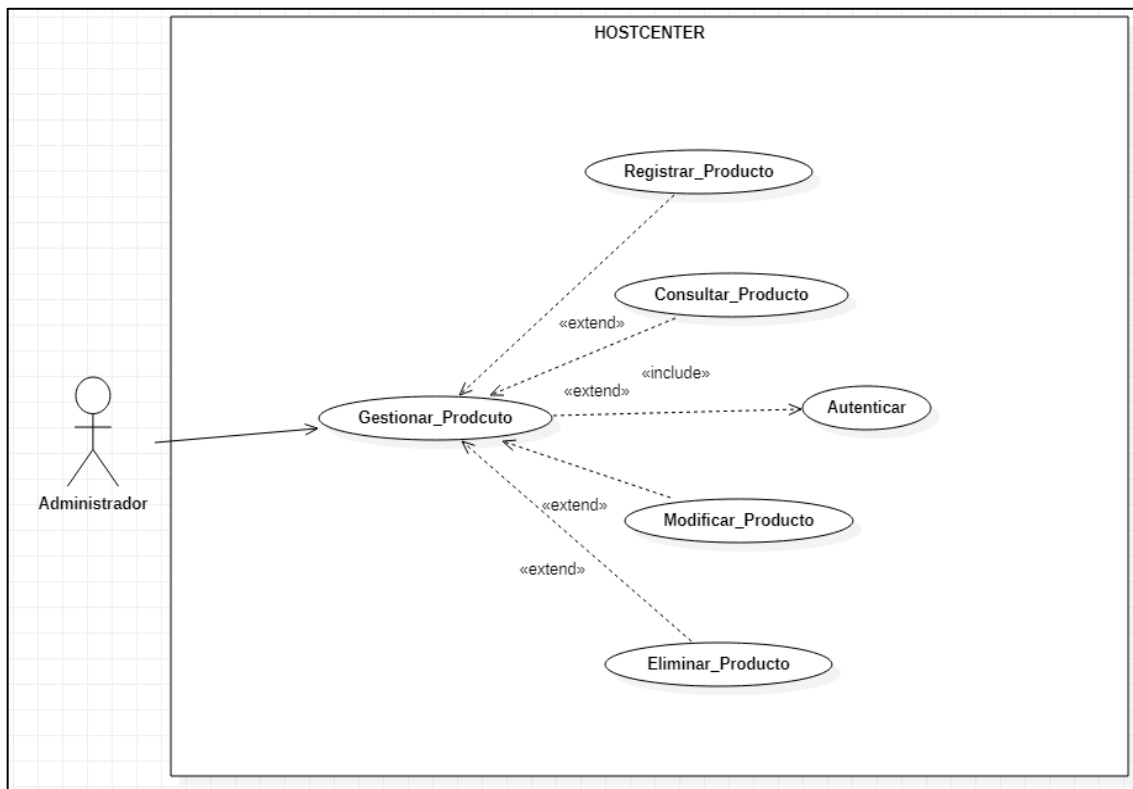 HOSTCENTER
Registrar_Producto
Consultar_Producto
«extend»
«include»
«extend»
Autenticar
Gestionar_Prodcuto
Administrador
«extend»
Modificar_Producto
«extend»
Eliminar_Producto